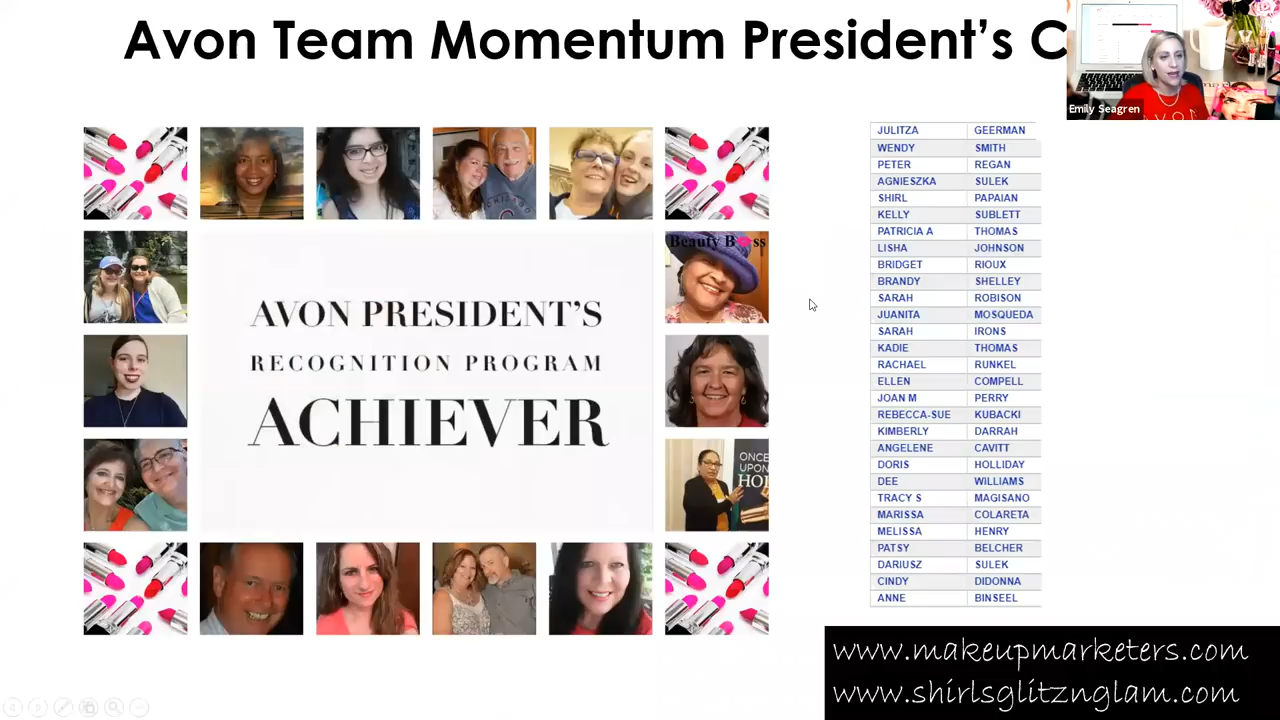 Avon Team Momentum President's C
Emily Seagren
Beauty B ss
AVON PRESIDENT'S
RECOGNITION PROGRAM
ACHIEVER
ONCE
UPON
HO
CHICAGO
JULITZA GEERMAN
WENDY SMITH
PETER REGAN
AGNIESZKA SULEK
SHIRL PAPAIAN
KELLY SUBLETT
PATRICIA A THOMAS
LISHA JOHNSON
BRIDGET RIOUX
BRANDY SHELLEY
SARAH ROBISON
JUANITA MOSQUEDA
SARAH IRONS
KADIE THOMAS
RACHAEL RUNKEL
ELLEN COMPELL
JOAN M PERRY
REBECCA-SUE KUBACKI
KIMBERLY DARRAH
ANGELENE CAVITT
DORIS HOLLIDAY
DEE WILLIAMS
TRACY S MAGISANO
MARISSA COLARETA
MELISSA HENRY
PATSY BELCHER
DARIUSZ SULEK
CINDY DIDONNA
ANNE BINSEEL
www.makeupmarketers.com
www.shirlsglitznglam.com